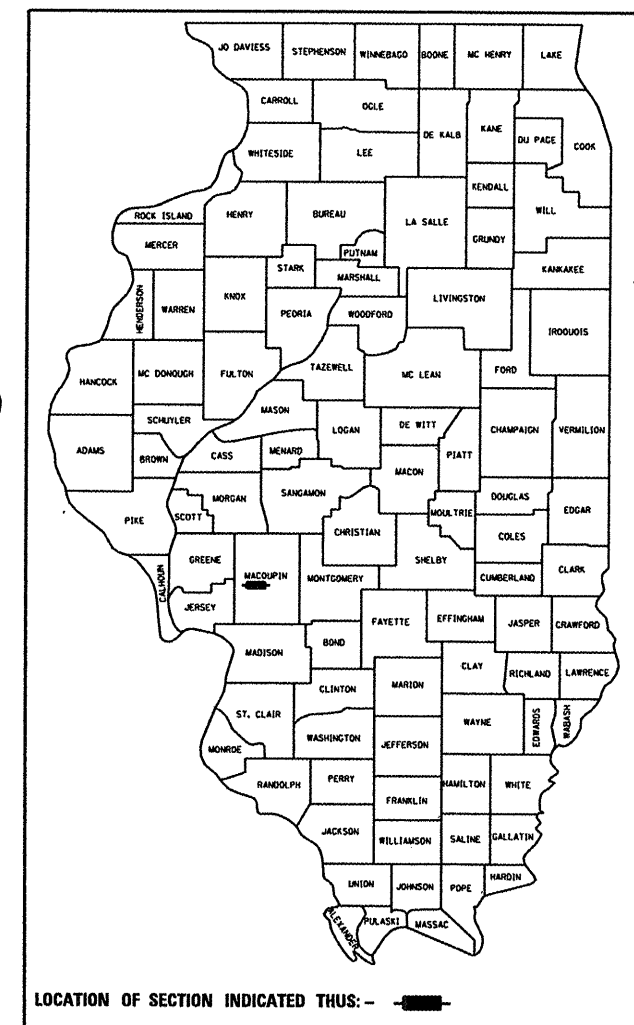 JO DAVIESS
STEPHENSON
WINNEBAGO
BOONE
MC HENRY
LAKE
CARROLL
OGLE
DE KALB
KANE
DU PAGE
COOK
WHITESIDE
LEE
KENDALL
WILL
ROCK ISLAND
HENRY
BUREAU
LA SALLE
GRUNDY
MERCER
PUTNAM
KANKAKEE
STARK
MARSHALL
HENDERSON
WARREN
KNOX
PEORIA
WOODFORD
LIVINGSTON
IROQUOIS
HANCOCK
MC DONOUGH
FULTON
TAZEWELL
MC LEAN
FORD
MASON
SCHUYLER
LOGAN
DE WITT
CHAMPAIGN
VERMILION
ADAMS
BROWN
CASS
MENARD
PIATT
MACON
PIKE
SCOTT
MORGAN
SANGAMON
CHRISTIAN
MOULTRIE
DOUGLAS
EDGAR
COLES
SHELBY
GREENE
CALHOUN
MACOUPIN
MONTGOMERY
CUMBERLAND
CLARK
JERSEY
FAYETTE
EFFINGHAM
JASPER
CRAWFORD
MADISON
BOND
CLAY
RICHLAND
LAWRENCE
CLINTON
MARION
ST. CLAIR
WAYNE
EDWARDS
WABASH
WASHINGTON
JEFFERSON
MONROE
RANDOLPH
PERRY
HAMILTON
WHITE
FRANKLIN
JACKSON
WILLIAMSON
SALINE
GALLATIN
UNION
JOHNSON
POPE
HARDIN
ALEXANDER
PULASKI
MASSAC
LOCATION OF SECTION INDICATED THUS: -